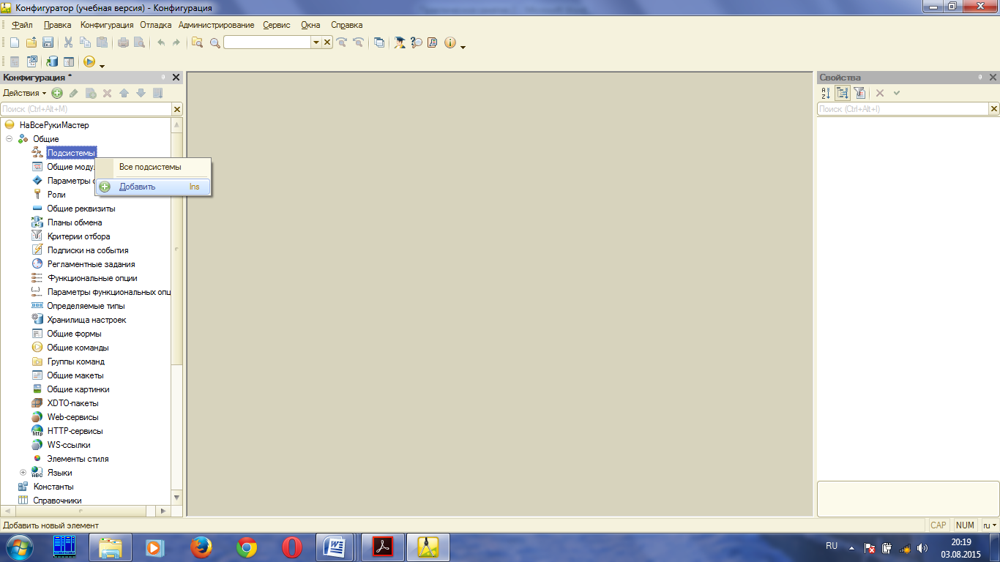 Конфигуратор (учебная версия) - Конфигурация
Файл Правка Конфигурация Отладка Администрирование Сервис Окна Справка
Конфигурация *
Действия
Поиск (Ctrl+Alt+M)
НаВсеРукиМастер
Общие
Подсистемы
Все подсистемы
Добавить Ins
Общие моду
Параметры
Роли
Общие реквизиты
Планы обмена
Критерии отбора
Подписки на события
Регламентные задания
Функциональные опции
Параметры функциональных опц
Определяемые типы
Хранилища настроек
Общие формы
Общие команды
Группы команд
Общие макеты
Общие картинки
XDTO-пакеты
Web-сервисы
HTTP-сервисы
WS-ссылки
Элементы стиля
Языки
Константы
Справочники
Свойства
Поиск (Ctrl+Alt+I)
Добавить новый элемент
CAP NUM ru
RU
20:19
03.08.2015